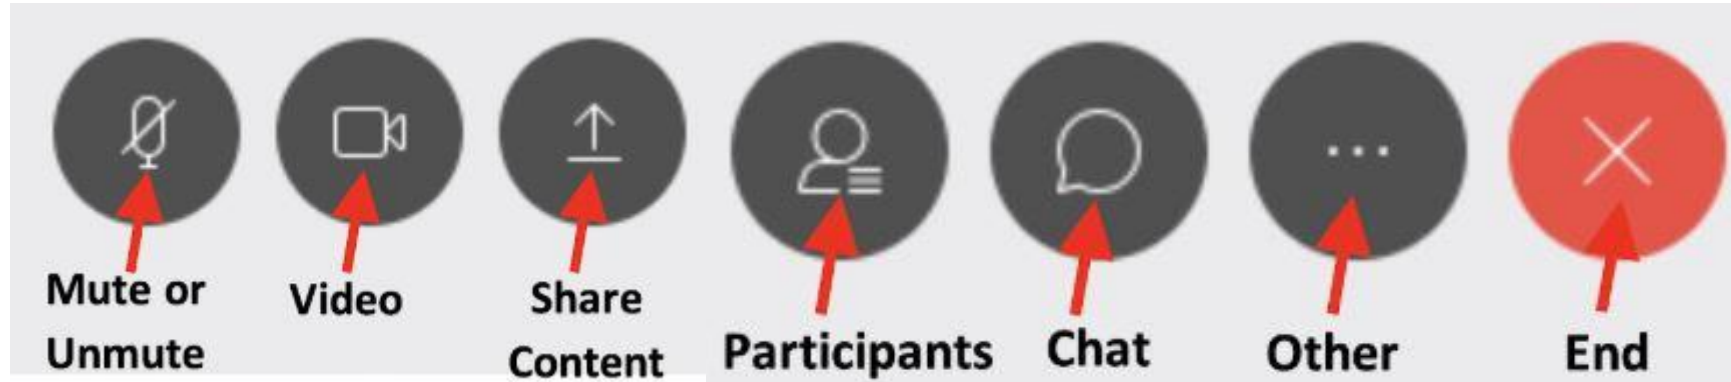 Mute or
Unmute
Video
Share
Content
Participants
Chat
Other
End